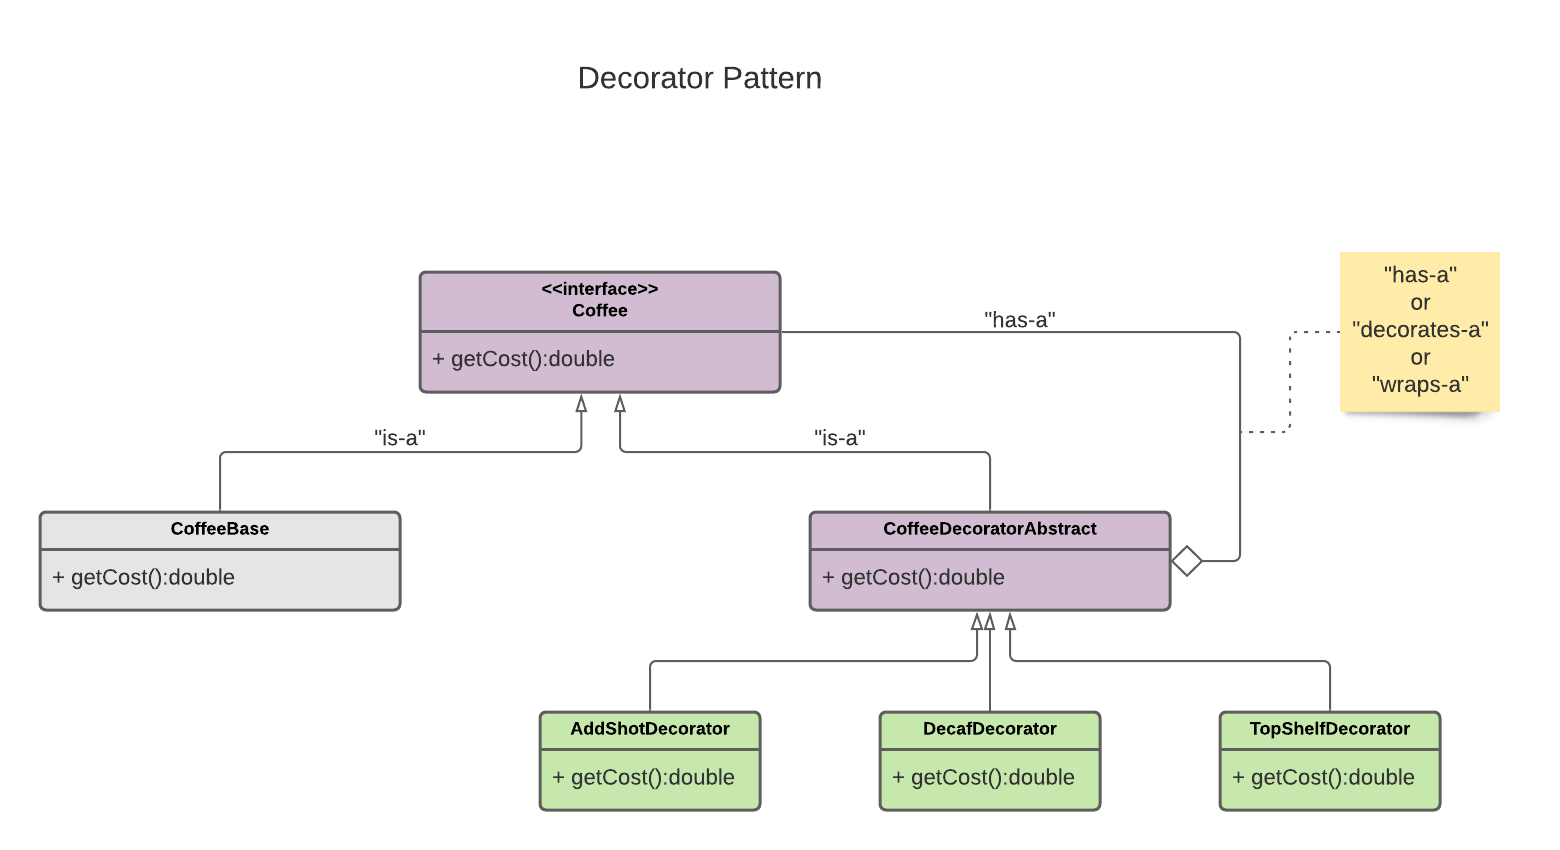 Decorator Pattern
<<interface>>
Coffee
+ getCost():double
"has-a"
"has-a"
or
"decorates-a"
or
"wraps-a"
"is-a"
"is-a"
CoffeeBase
+ getCost():double
CoffeeDecoratorAbstract
+ getCost():double
AddShotDecorator
+ getCost():double
DecafDecorator
+ getCost():double
TopShelfDecorator
+ getCost():double